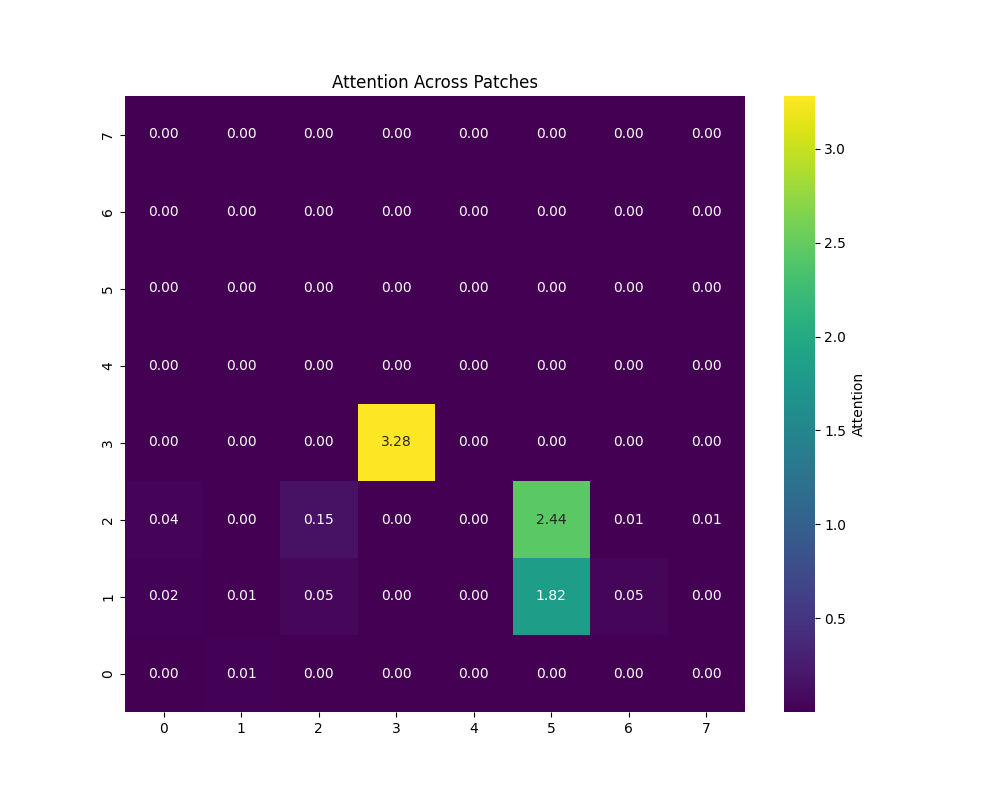 Attention Across Patches
7 0.00 0.00 0.00 0.00 0.00 0.00 0.00 0.00
6 0.00 0.00 0.00 0.00 0.00 0.00 0.00 0.00
5 0.00 0.00 0.00 0.00 0.00 0.00 0.00 0.00
4 0.00 0.00 0.00 0.00 0.00 0.00 0.00 0.00
3 0.00 0.00 0.00 3.28 0.00 0.00 0.00 0.00
2 0.04 0.00 0.15 0.00 0.00 2.44 0.01 0.01
1 0.02 0.01 0.05 0.00 0.00 1.82 0.05 0.00
0 0.00 0.01 0.00 0.00 0.00 0.00 0.00 0.00
0 1 2 3 4 5 6 7
3.0
2.5
2.0
1.5
1.0
0.5
Attention